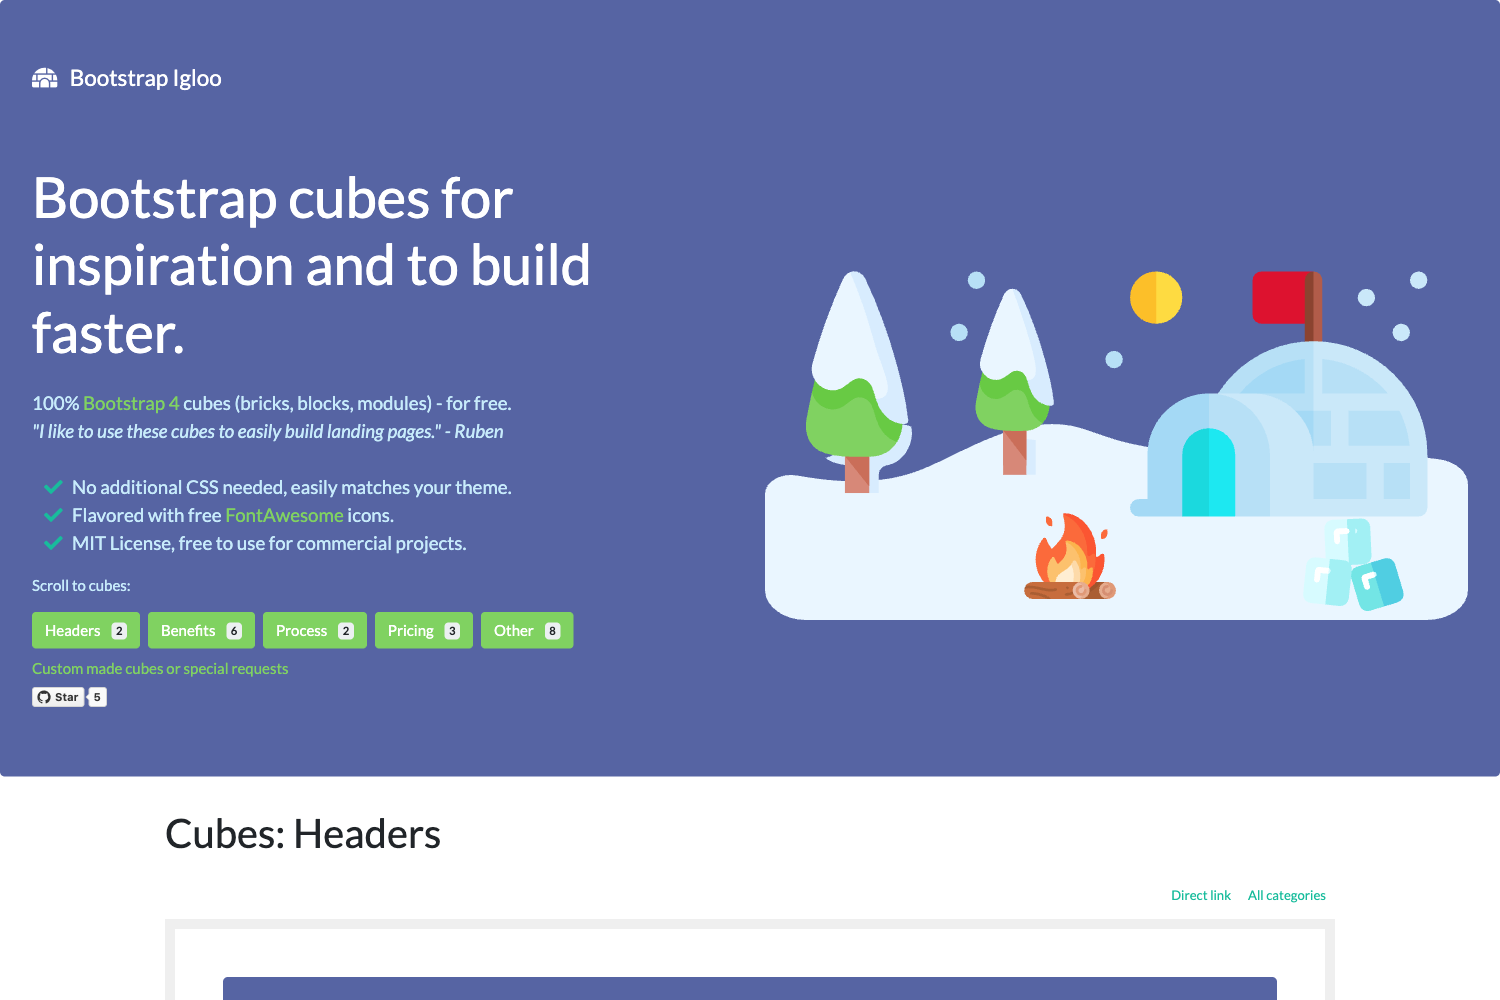 Bootstrap Igloo
Bootstrap cubes for
inspiration and to build
faster.
100% Bootstrap 4 cubes (bricks, blocks, modules) - for free.
"I like to use these cubes to easily build landing pages." - Ruben
No additional CSS needed, easily matches your theme.
Flavored with free FontAwesome icons.
MIT License, free to use for commercial projects.
Scroll to cubes:
Headers 2 Benefits 6 Process 2 Pricing 3 Other 8
Custom made cubes or special requests
Star 5
Cubes: Headers
Direct link All categories